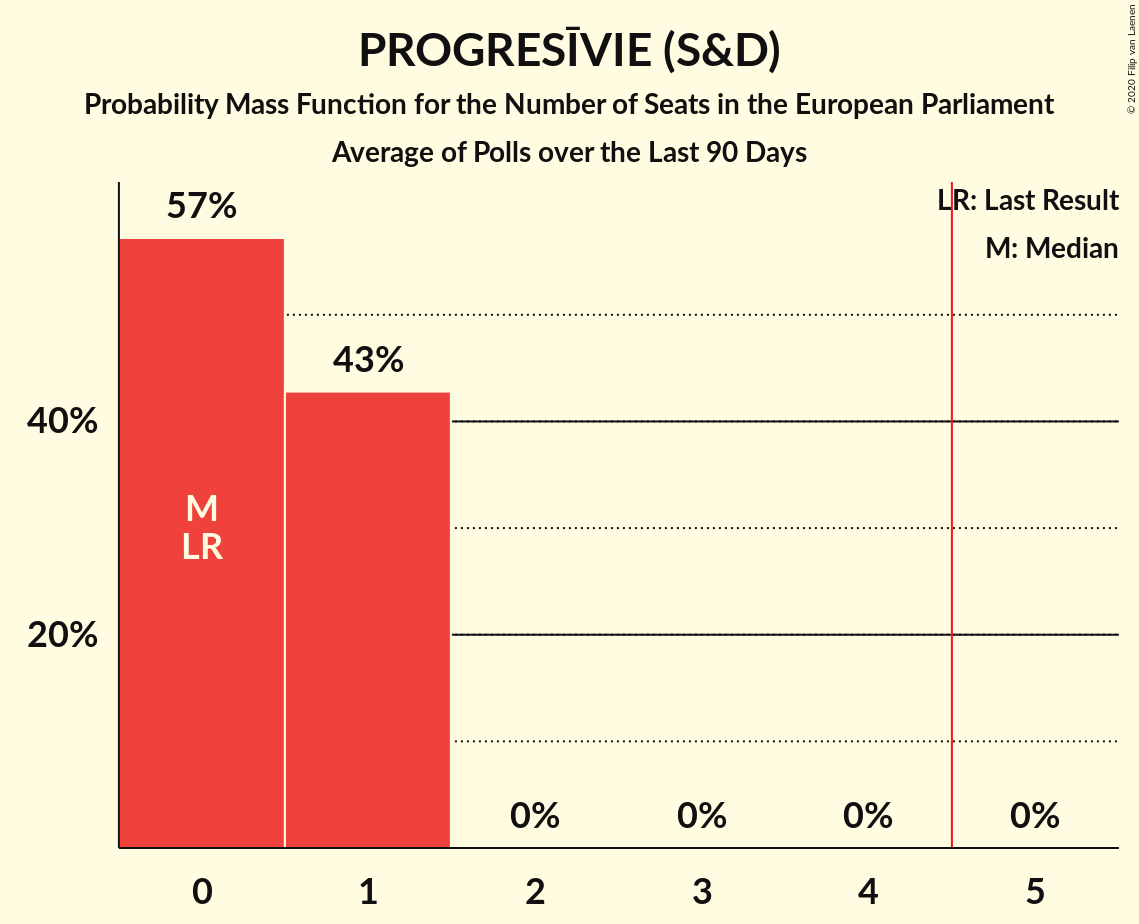 PROGRESĪVIE (S&D)
Probability Mass Function for the Number of Seats in the European Parliament
Average of Polls over the Last 90 Days
© 2020 Filip van Laenen
LR: Last Result
M: Median
57%
43%
40%
M
LR
20%
0% 0% 0% 0%
0 1 2 3 4 5